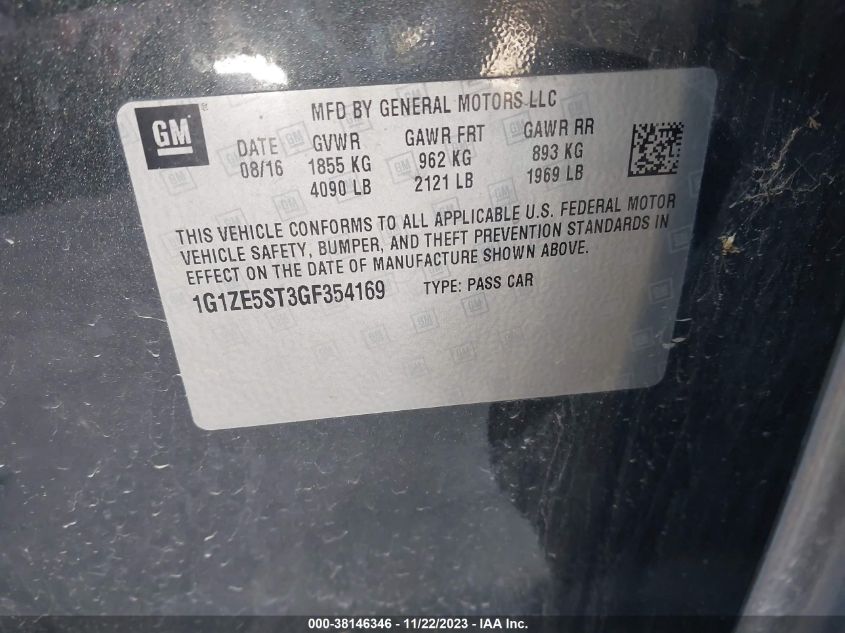 GM
MFD BY GENERAL MOTORS LLC
DATE GVWR GAWR FRT GAWR RR
08/16 1855 KG 962 KG 893 KG
4090 LB 2121 LB 1969 LB
THIS VEHICLE CONFORMS TO ALL APPLICABLE U.S. FEDERAL MOTOR
VEHICLE SAFETY, BUMPER, AND THEFT PREVENTION STANDARDS IN
EFFECT ON THE DATE OF MANUFACTURE SHOWN ABOVE.
1G1ZE5ST3GF354169 TYPE: PASS CAR
000-38146346 - 11/22/2023 - IAA Inc.